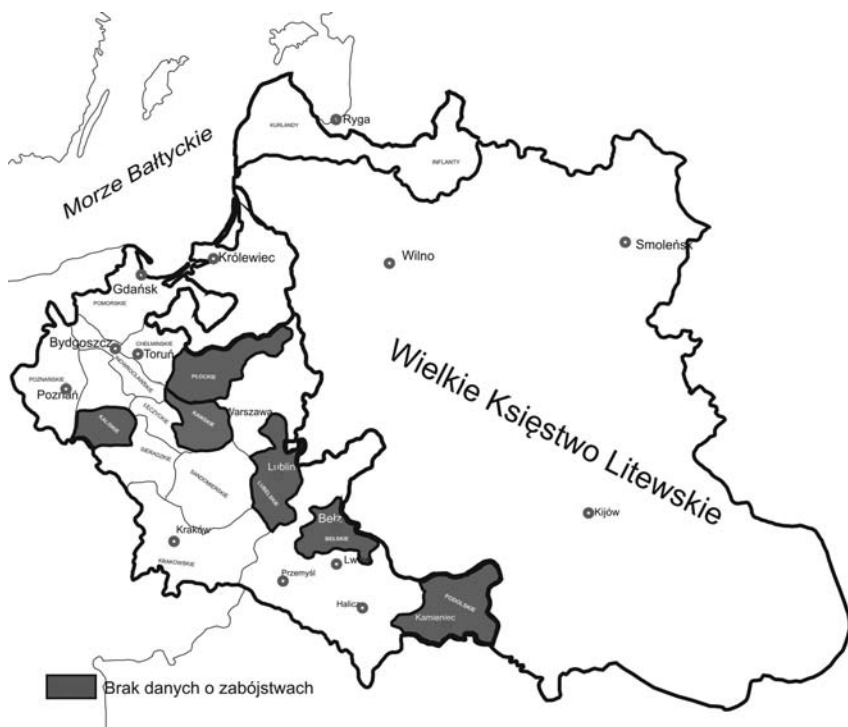 KURLANDY
Ryga
INFLANTY
Morze Bałtyckie
Królewiec
Wilno
Smoleńsk
Gdańsk
POMORSKIE
Bydgoszcz
CHEŁMIŃSKIE
Toruń
INOWROCŁAWSKIE
PŁOCKIE
POZNAŃSKIE
Poznań
Wielkie Księstwo Litewskie
ŁĘCZYCKIE
RAWSKIE
Warszawa
KALISKIE
SIERADZKIE
Lublin
SANDOMIERSKIE
LUBELSKIE
Kijów
Kraków
Bełz
BEŁSKIE
KRAKOWSKIE
Lw
Przemyśl
PODOLSKIE
Halicz
Kamieniec
Brak danych o zabójstwach